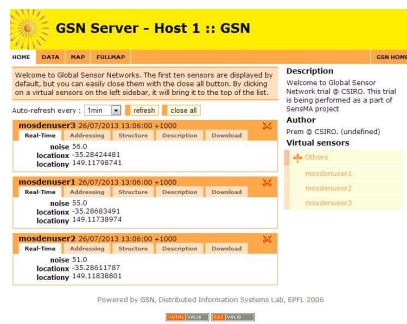 GSN Server - Host 1 :: GSN
HOME DATA MAP FULLMAP GSN HOME
Welcome to Global Sensor Networks. The first ten sensors are displayed by
default, but you can easily close them with the close all button. By clicking
on a virtual sensors on the left sidebar, it will bring it to the top of the list.
Auto-refresh every : 1min refresh close all
mosdenuser3 26/07/2013 13:06:00 +1000
Real-Time Addressing Structure Description Download
noise 56.0
locationx -35.28424481
locationy 149.11798741
mosdenuser1 26/07/2013 13:06:00 +1000
Real-Time Addressing Structure Description Download
noise 55.0
locationx -35.28683491
locationy 149.11738974
mosdenuser2 26/07/2013 13:06:00 +1000
Real-Time Addressing Structure Description Download
noise 51.0
locationx -35.28611787
locationy 149.11838801
Description
Welcome to Global Sensor
Network trial @ CSIRO. This trial
is being performed as a part of
SensMA project
Author
Prem @ CSIRO. (undefined)
Virtual sensors
Others
mosdenuser1
mosdenuser2
mosdenuser3
Powered by GSN, Distributed Information Systems Lab, EPFL 2006
XHTML VALID CSS VALID